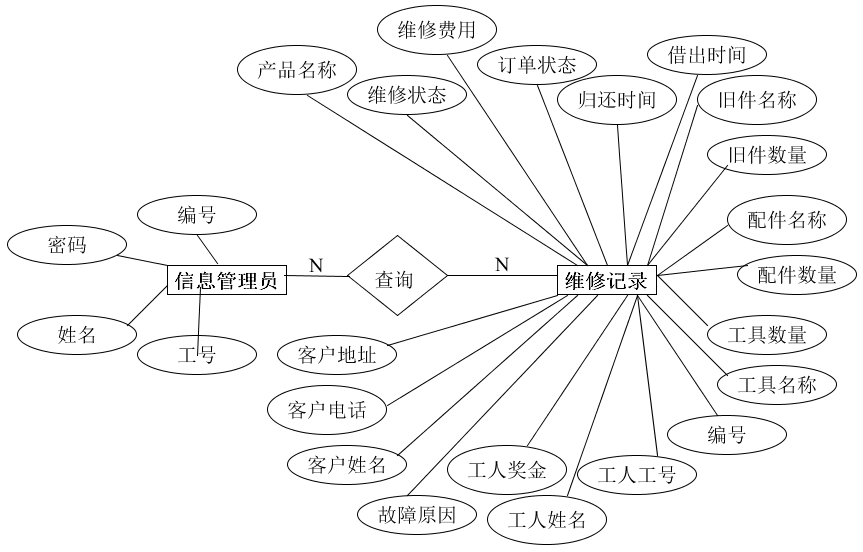 维修费用
借出时间
订单状态
产品名称
维修状态
归还时间
旧件名称
旧件数量
编号
配件名称
密码
N
N
信息管理员
查询
维修记录
配件数量
姓名
工号
客户地址
工具数量
工具名称
客户电话
编号
客户姓名
工人奖金
工人工号
故障原因
工人姓名